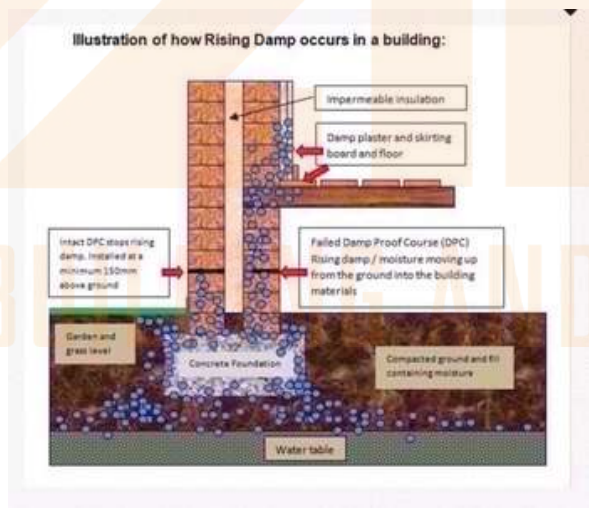 Illustration of how Rising Damp occurs in a building:
Impermeable insulation
Damp plaster and skirting
board and floor
Intact DPC stops rising
damp. Installed at a
minimum 150mm
above ground
Failed Damp Proof Course (DPC)
Rising damp / moisture moving up
from the ground into the building
materials
Garden and
grass level
Concrete Foundation
Compacted ground and fill
containing moisture
Water table
BUILDING AND